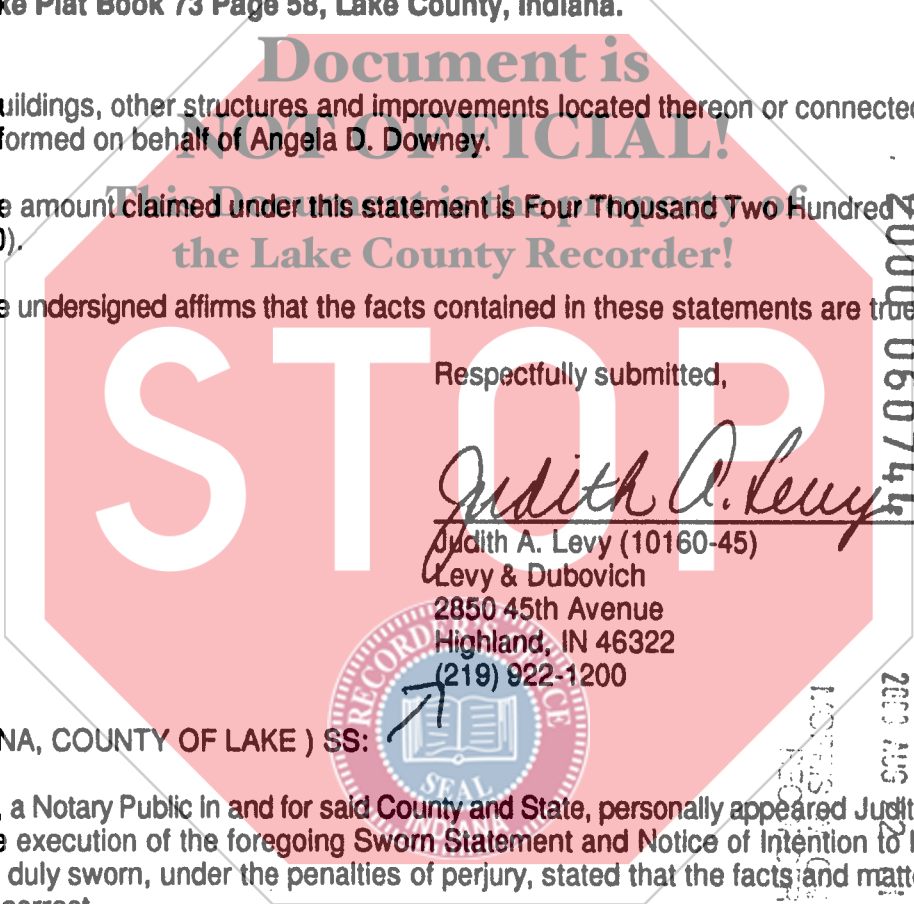 ke Plat Book 73 Page 58, Lake County, Indiana.
Document is
uildings, other structures and improvements located thereon or connected
formed on behalf of Angela D. Downey.
NOT OFFICIAL!
e amount claimed under this statement is Four Thousand Two Hundred
This Document is the property of
0).
the Lake County Recorder!
e undersigned affirms that the facts contained in these statements are true
STOP
2000 060744
Respectfully submitted,
Judith A. Levy
Judith A. Levy (10160-45)
Levy & Dubovich
2850 45th Avenue
Highland, IN 46322
(219) 922-1200
RECORDER'S OFFICE
SEAL
INDIANA
2000 AUG
NA, COUNTY OF LAKE ) SS:
, a Notary Public in and for said County and State, personally appeared Judit
e execution of the foregoing Sworn Statement and Notice of Intention to
duly sworn, under the penalties of perjury, stated that the facts and matte
correct